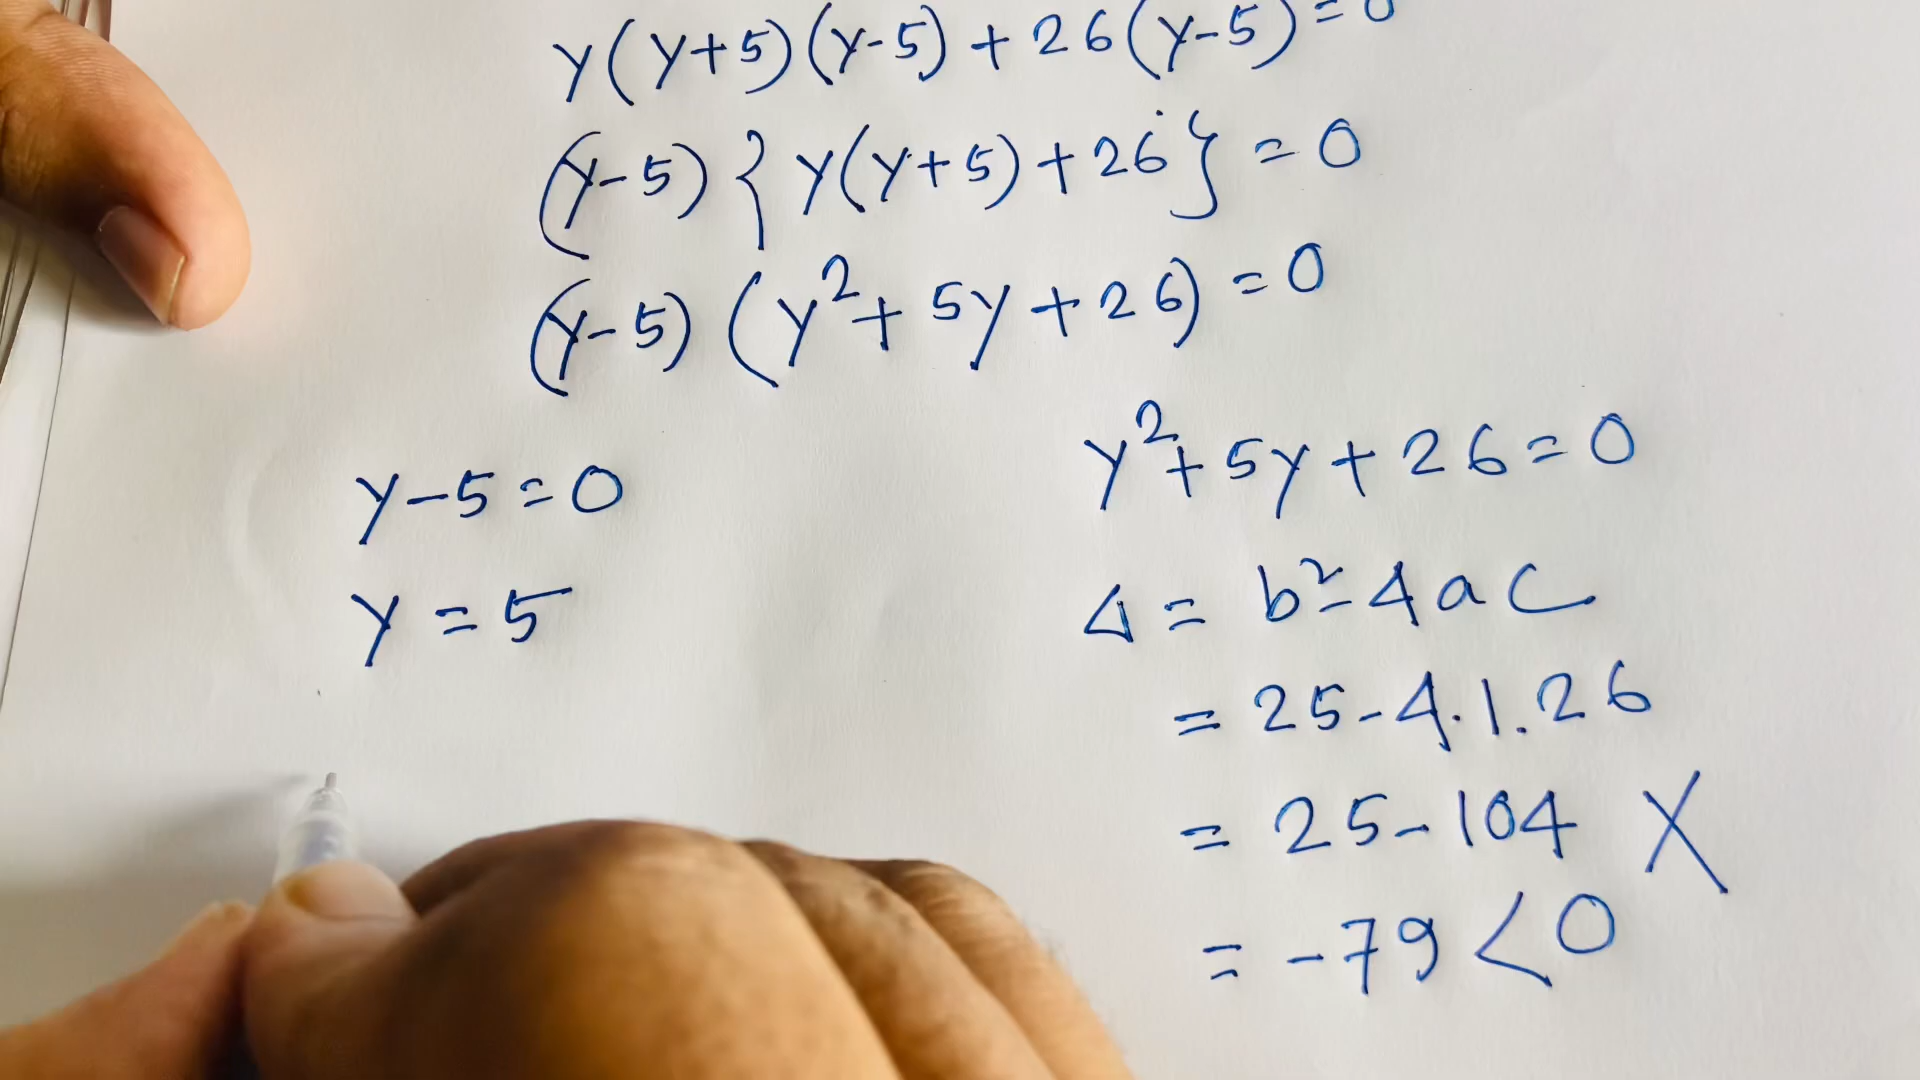 y(y+5)(y-5)+26(y-5)=0
(y-5){y(y+5)+26}=0
(y-5)(y²+5y+26)=0
y-5=0
y=5
y²+5y+26=0
Δ=b²-4ac
=25-4.1.26
=25-104 X
=-79<0